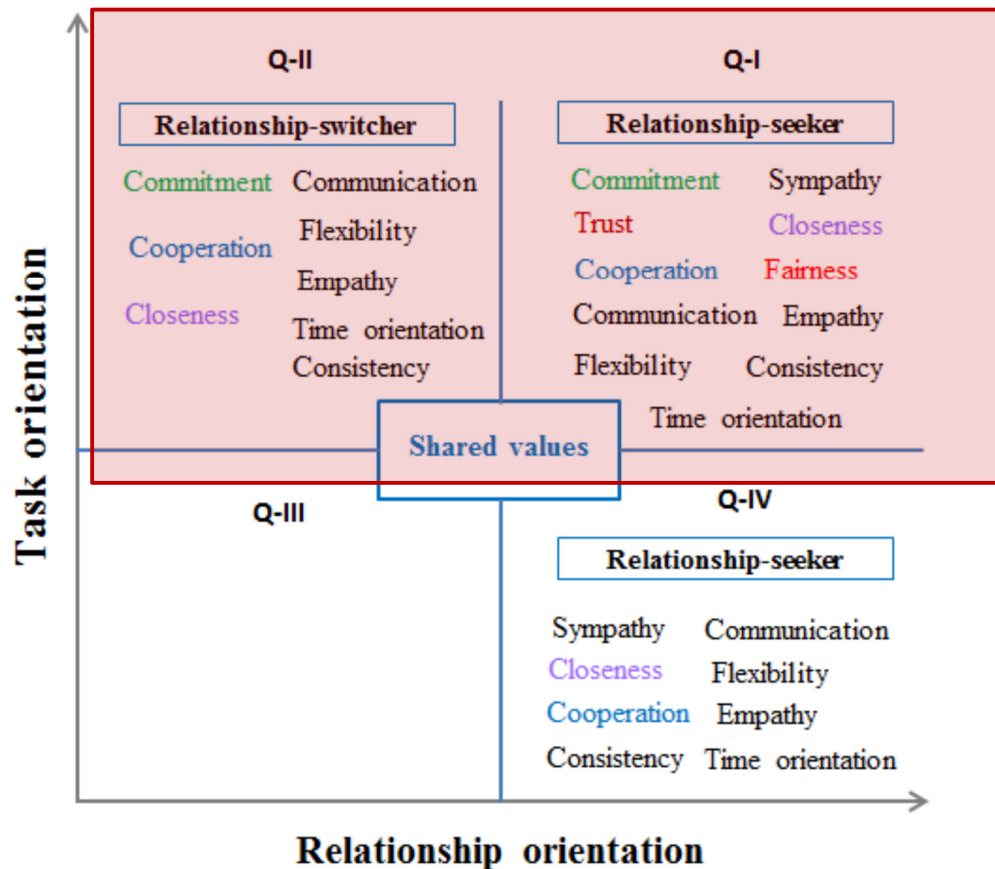 Q-II
Q-I
Relationship-switcher
Commitment Communication
Flexibility
Cooperation
Empathy
Closeness
Time orientation
Consistency
Relationship-seeker
Commitment Sympathy
Trust Closeness
Cooperation Fairness
Communication Empathy
Flexibility Consistency
Time orientation
Shared values
Q-III
Q-IV
Relationship-seeker
Sympathy Communication
Closeness Flexibility
Cooperation Empathy
Consistency Time orientation
Task orientation
Relationship orientation